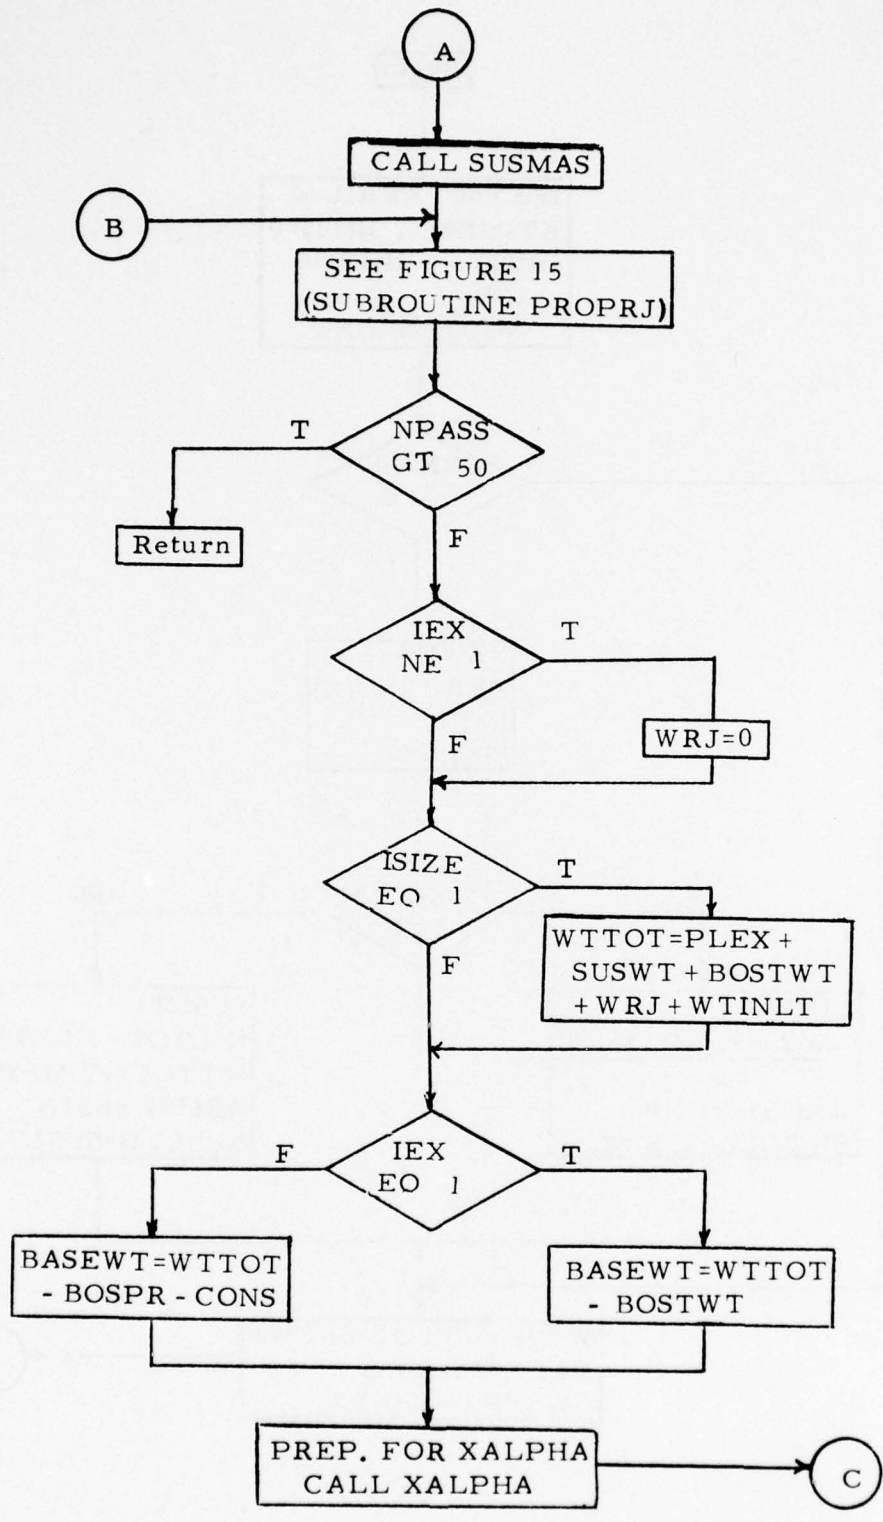 A
CALL SUSMAS
B
SEE FIGURE 15
(SUBROUTINE PROPRJ)
T
NPASS
GT 50
Return
F
IEX
NE 1
T
F
WRJ=0
ISIZE
EQ 1
T
F
WTTOT=PLEX+
SUSWT+BOSTWT
+WRJ+WTINLT
F
IEX
EQ 1
T
BASEWT=WTTOT
- BOSPR - CONS
BASEWT=WTTOT
- BOSTWT
PREP. FOR XALPHA
CALL XALPHA
C